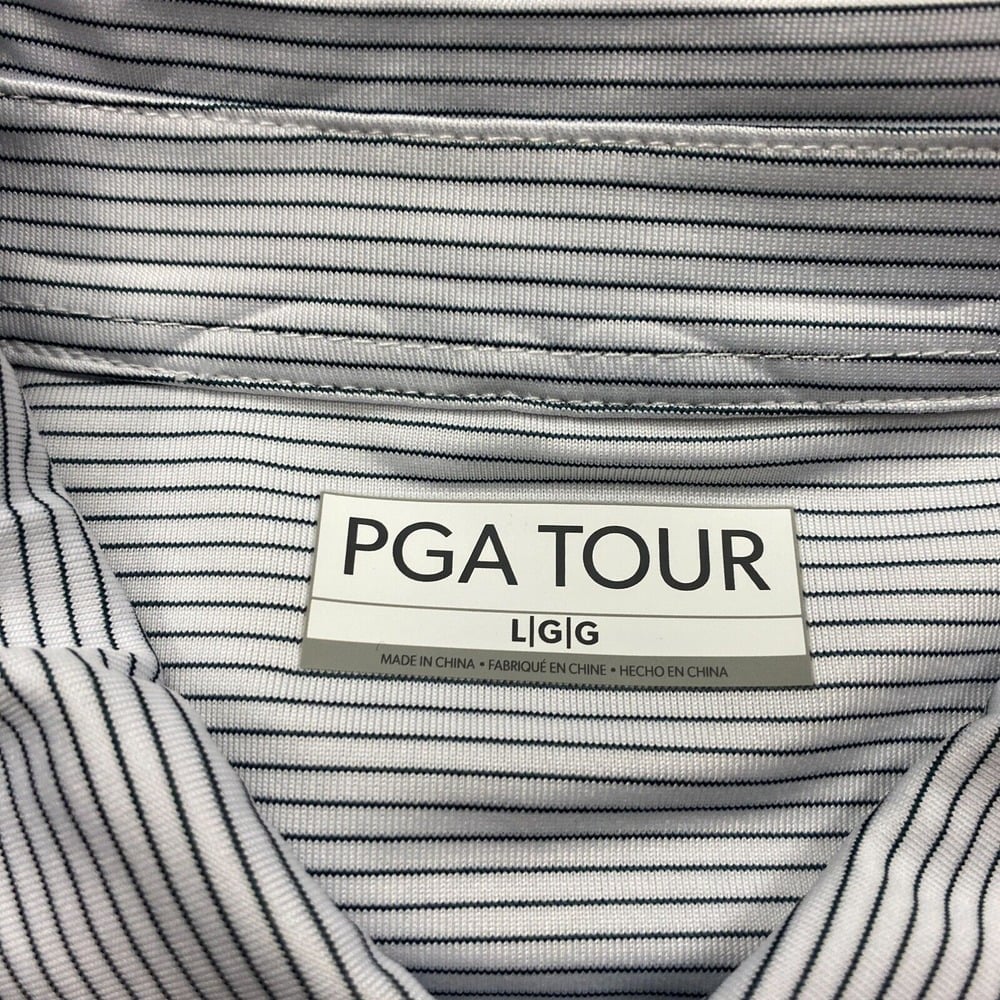 PGA TOUR
L|G|G
MADE IN CHINA • FABRIQUÉ EN CHINE • HECHO EN CHINA